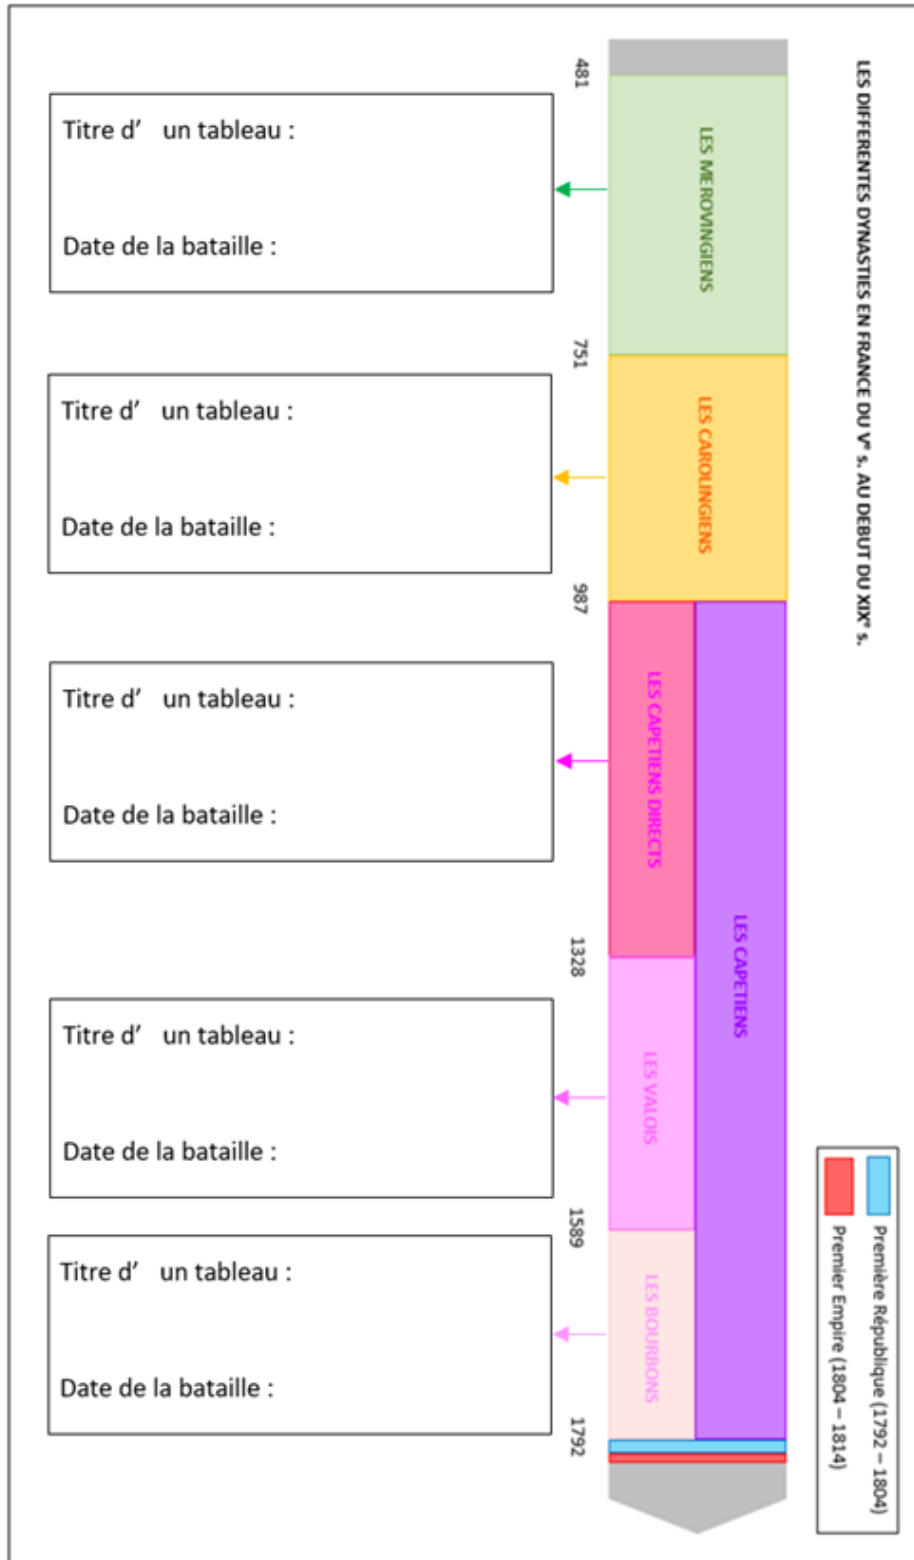 LES DIFFERENTES DYNASTIES EN FRANCE DU Vᵉ s. AU DEBUT DU XIXᵉ s.
Première République (1792 – 1804)
Premier Empire (1804 – 1814)
481
LES MEROVINGIENS
Titre d’ un tableau :
Date de la bataille :
751
LES CAROLINGIENS
Titre d’ un tableau :
Date de la bataille :
987
LES CAPETIENS
LES CAPETIENS DIRECTS
Titre d’ un tableau :
Date de la bataille :
1328
LES VALOIS
Titre d’ un tableau :
Date de la bataille :
1589
LES BOURBONS
Titre d’ un tableau :
Date de la bataille :
1792